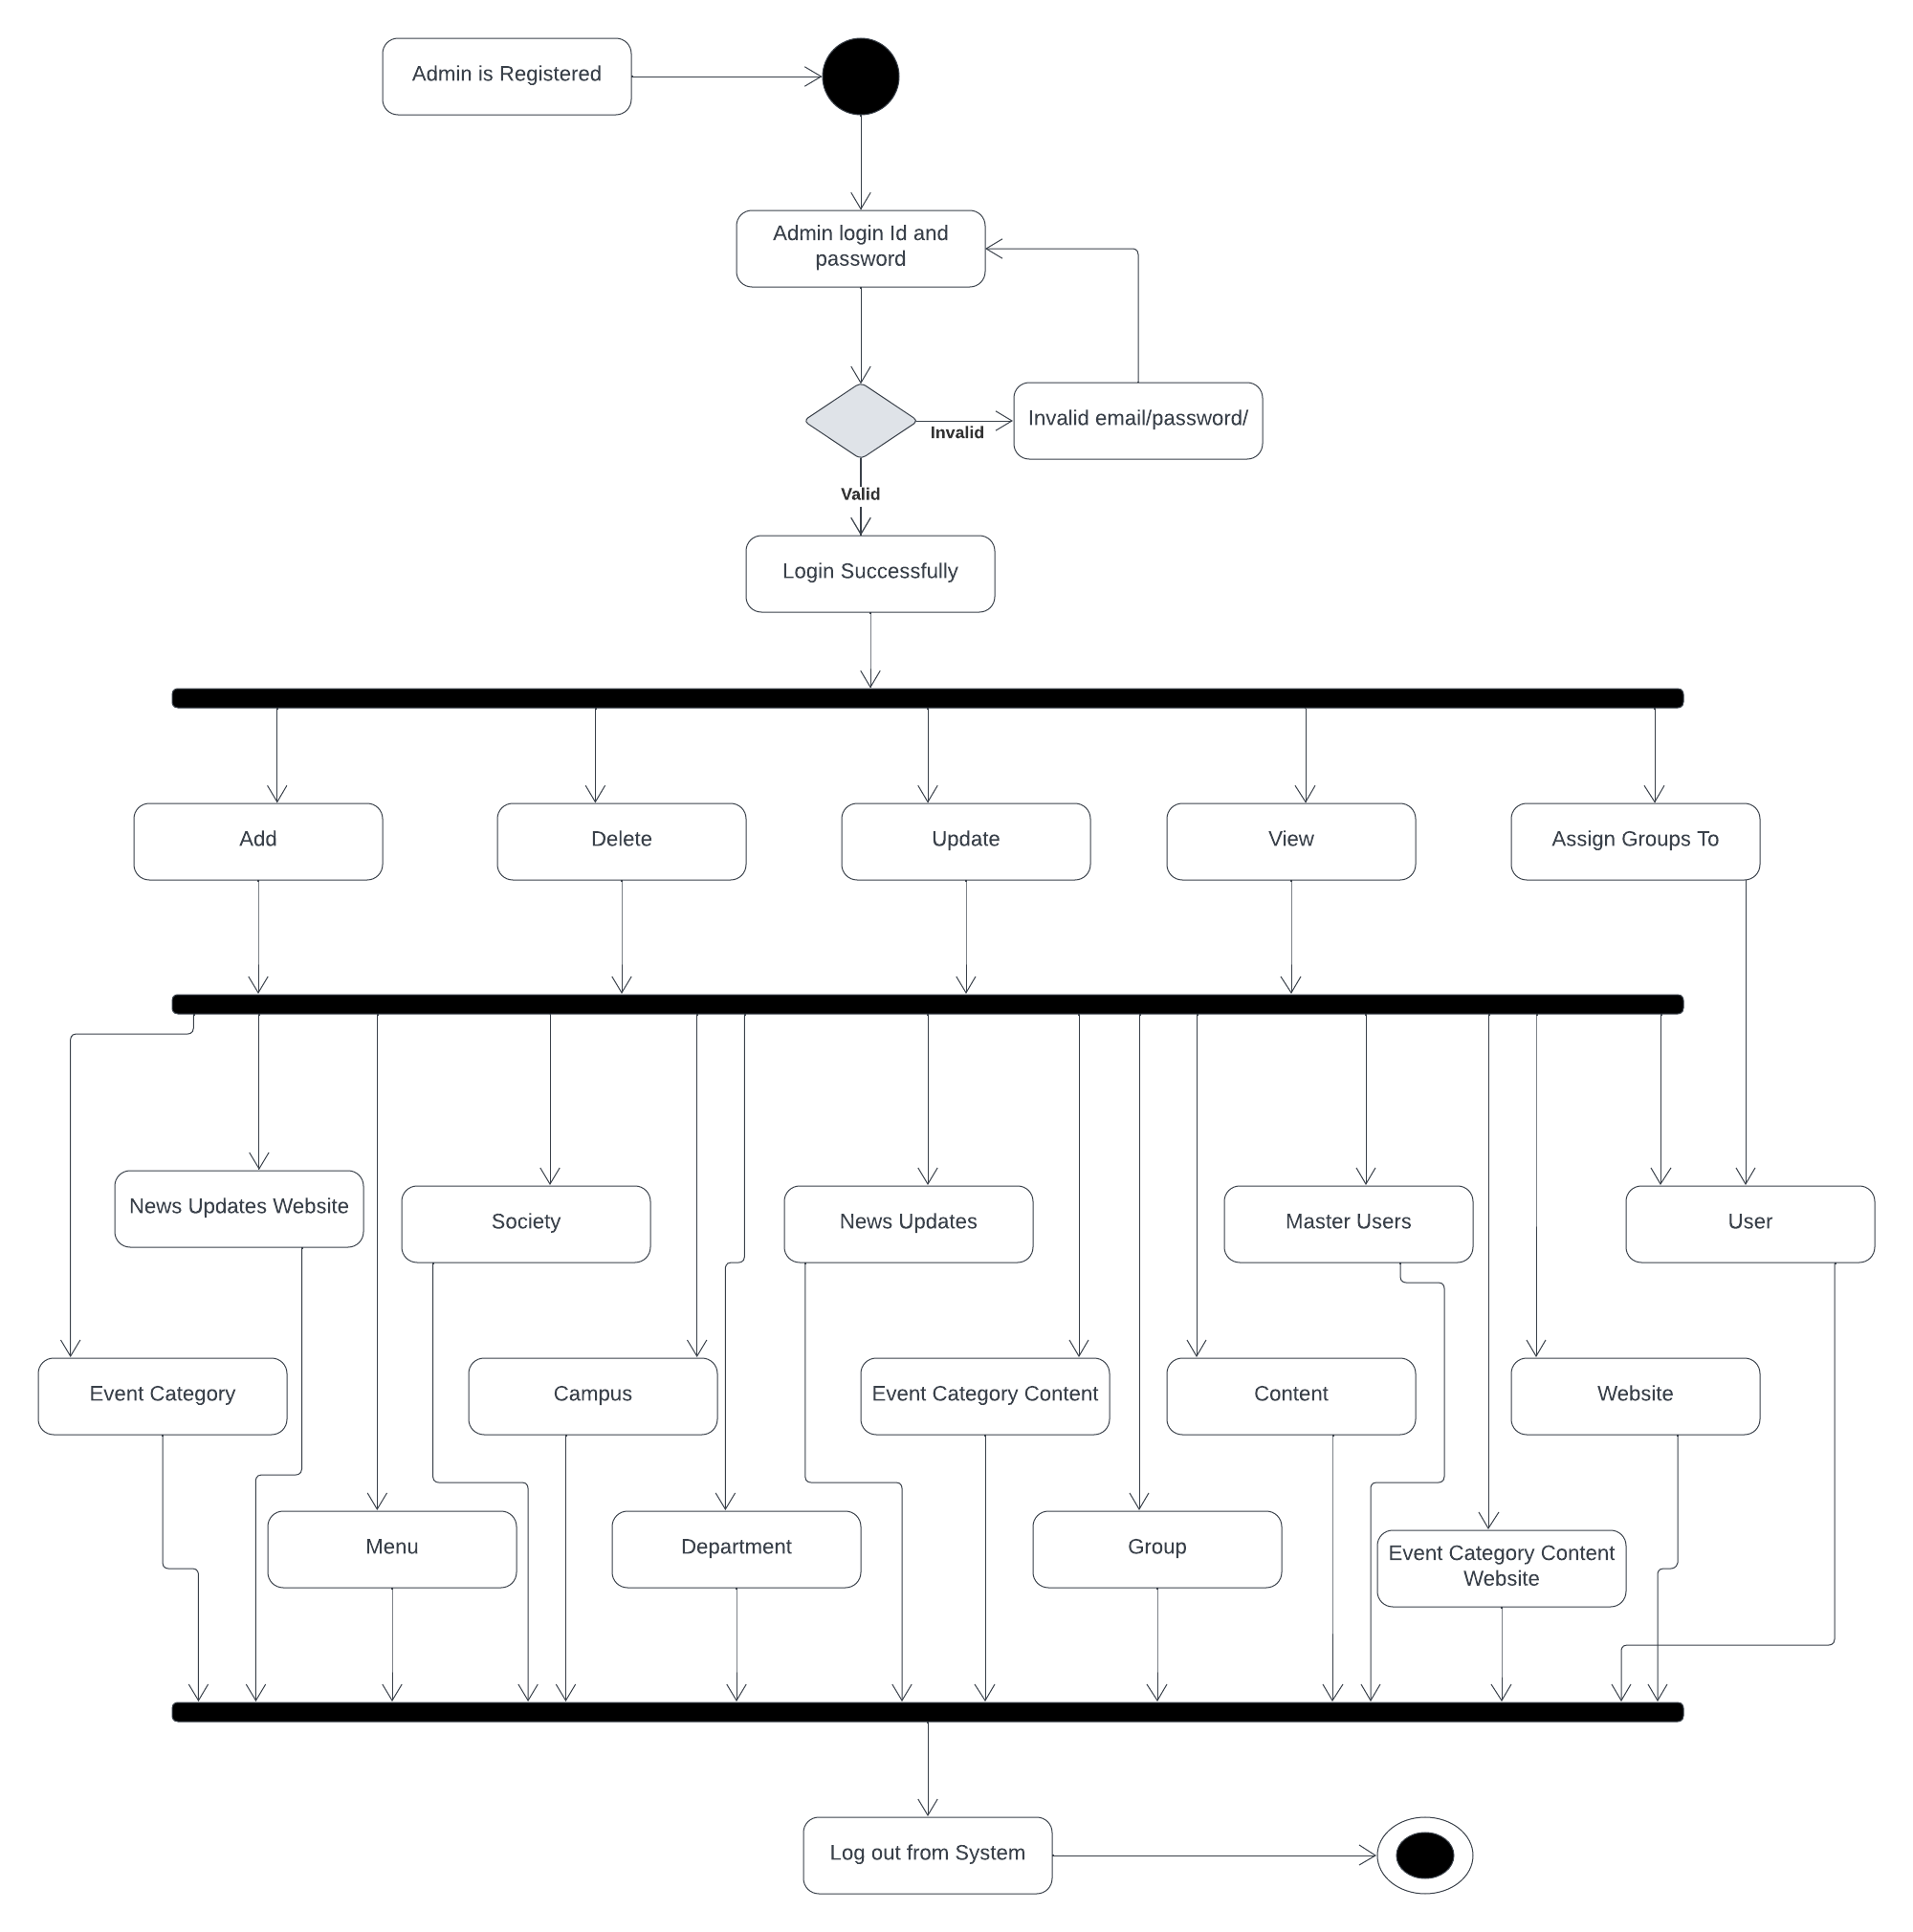 Admin is Registered
Admin login Id and
password
Invalid email/password/
Invalid
Valid
Login Successfully
Add
Delete
Update
View
Assign Groups To
News Updates Website
Society
News Updates
Master Users
User
Event Category
Campus
Event Category Content
Content
Website
Menu
Department
Group
Event Category Content
Website
Log out from System